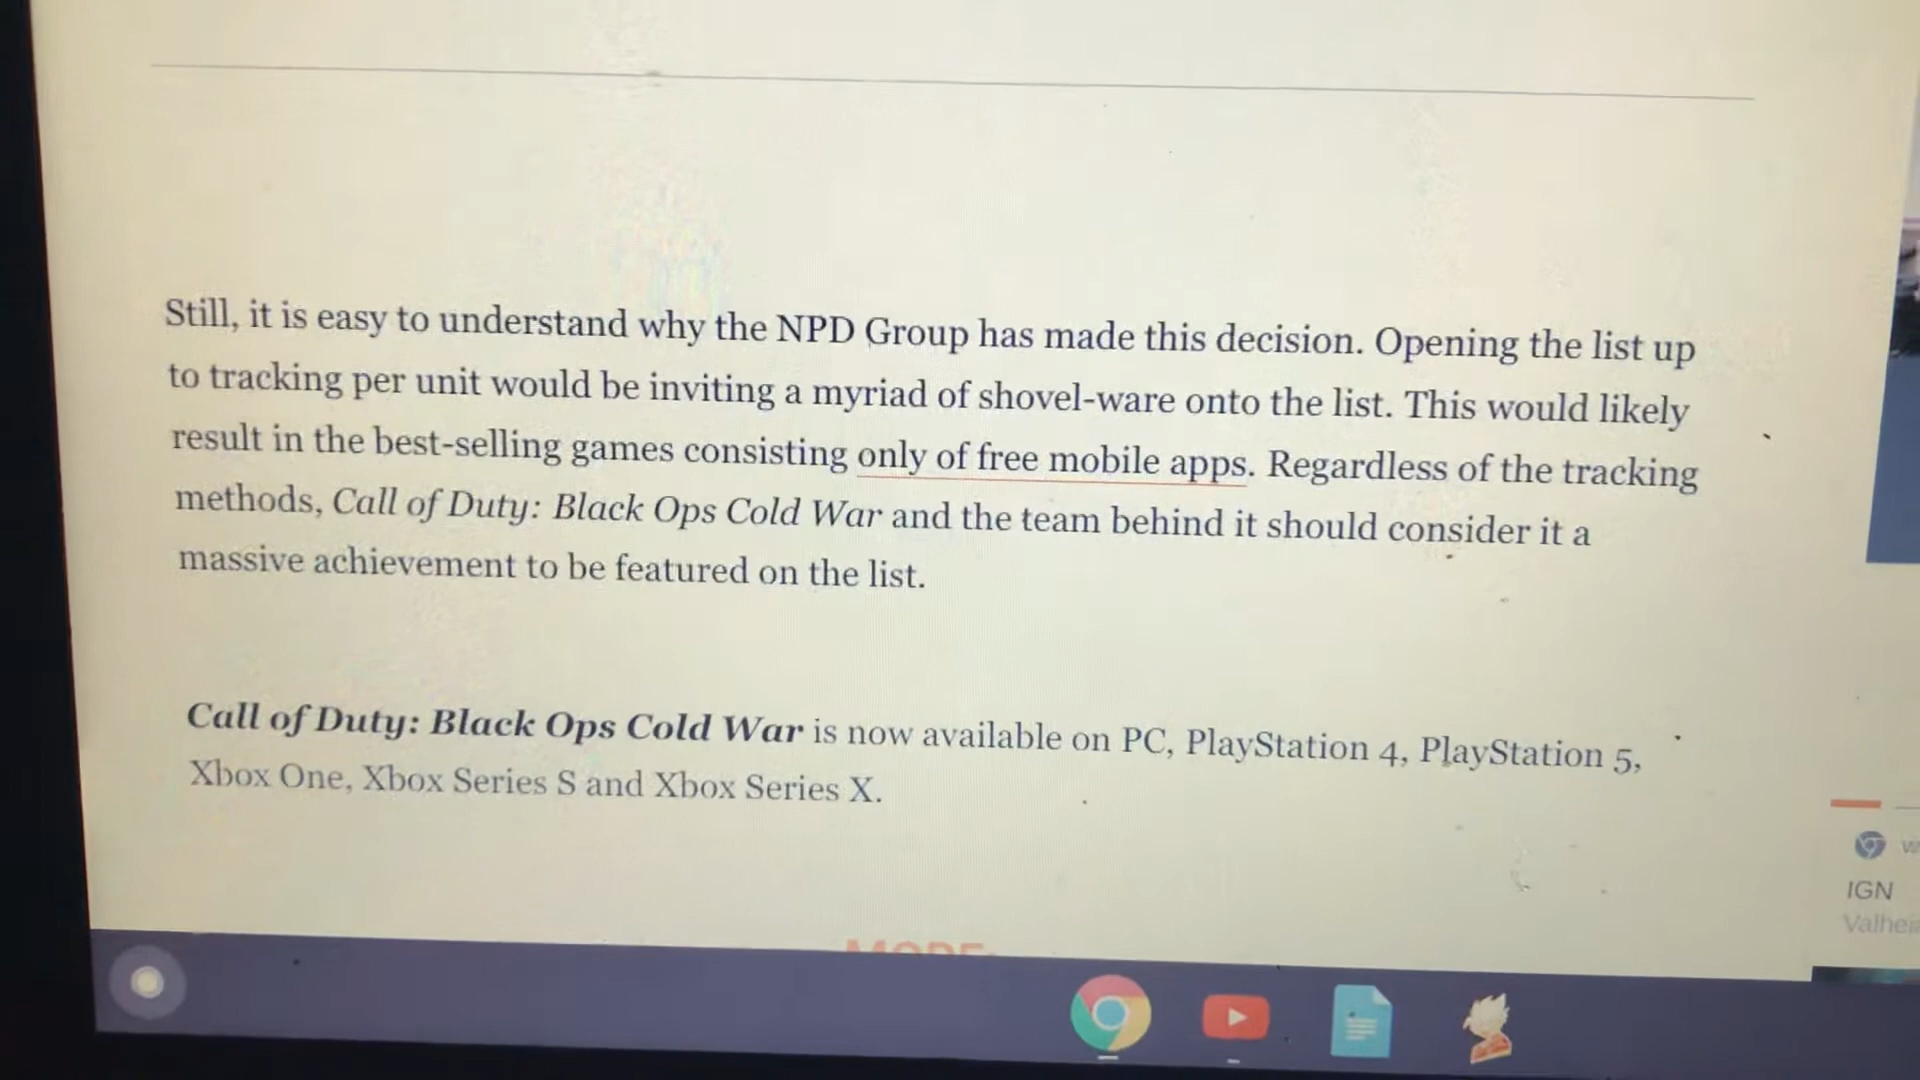 Still, it is easy to understand why the NPD Group has made this decision. Opening the list up
to tracking per unit would be inviting a myriad of shovel-ware onto the list. This would likely
result in the best-selling games consisting only of free mobile apps. Regardless of the tracking
methods, Call of Duty: Black Ops Cold War and the team behind it should consider it a
massive achievement to be featured on the list.
Call of Duty: Black Ops Cold War is now available on PC, PlayStation 4, PlayStation 5,
Xbox One, Xbox Series S and Xbox Series X.
MORE:
IGN